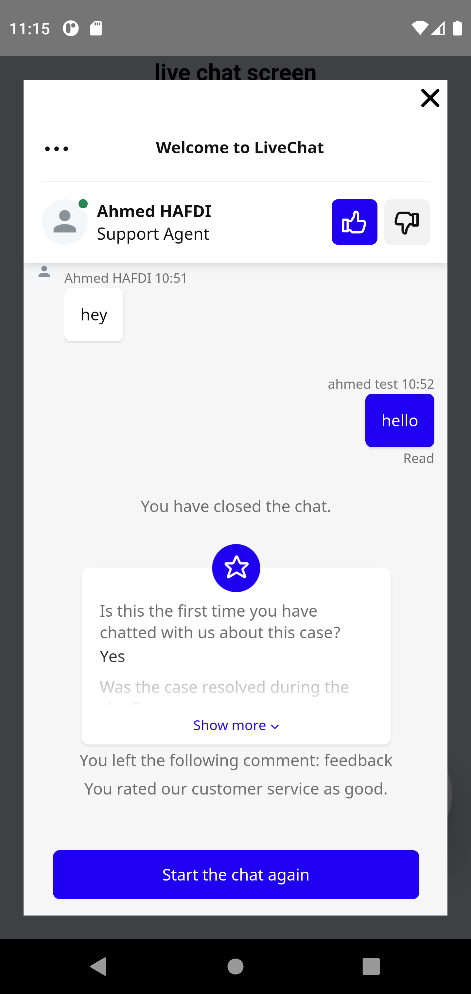 11:15
live chat screen
Welcome to LiveChat
Ahmed HAFDI
Support Agent
Ahmed HAFDI 10:51
hey
ahmed test 10:52
hello
Read
You have closed the chat.
Is this the first time you have
chatted with us about this case?
Yes
Was the case resolved during the
Show more
You left the following comment: feedback
You rated our customer service as good.
Start the chat again